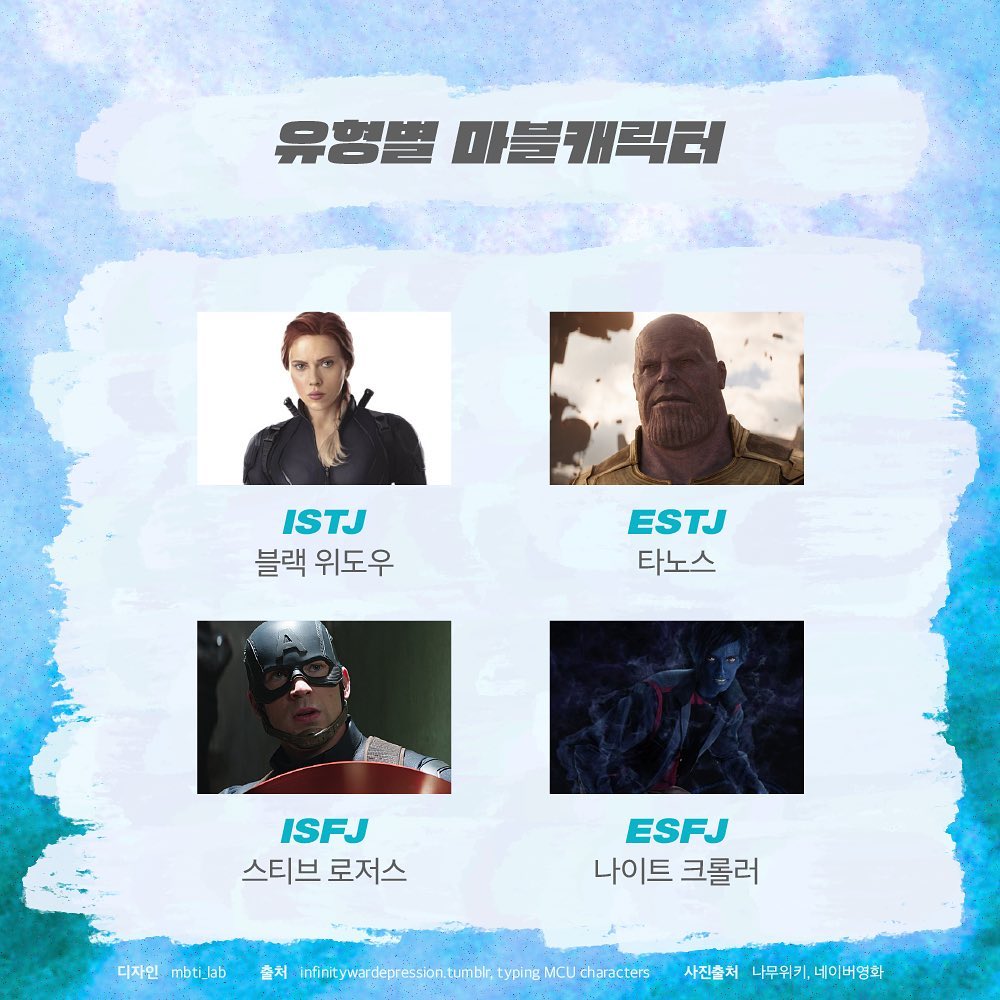 유형별 마블캐릭터
ISTJ
블랙 위도우
ESTJ
타노스
A
ISFJ
스티브 로저스
ESFJ
나이트 크롤러
디자인 mbti_lab 출처 infinitywardepression.tumblr, typing MCU characters 사진출처 나무위키, 네이버영화